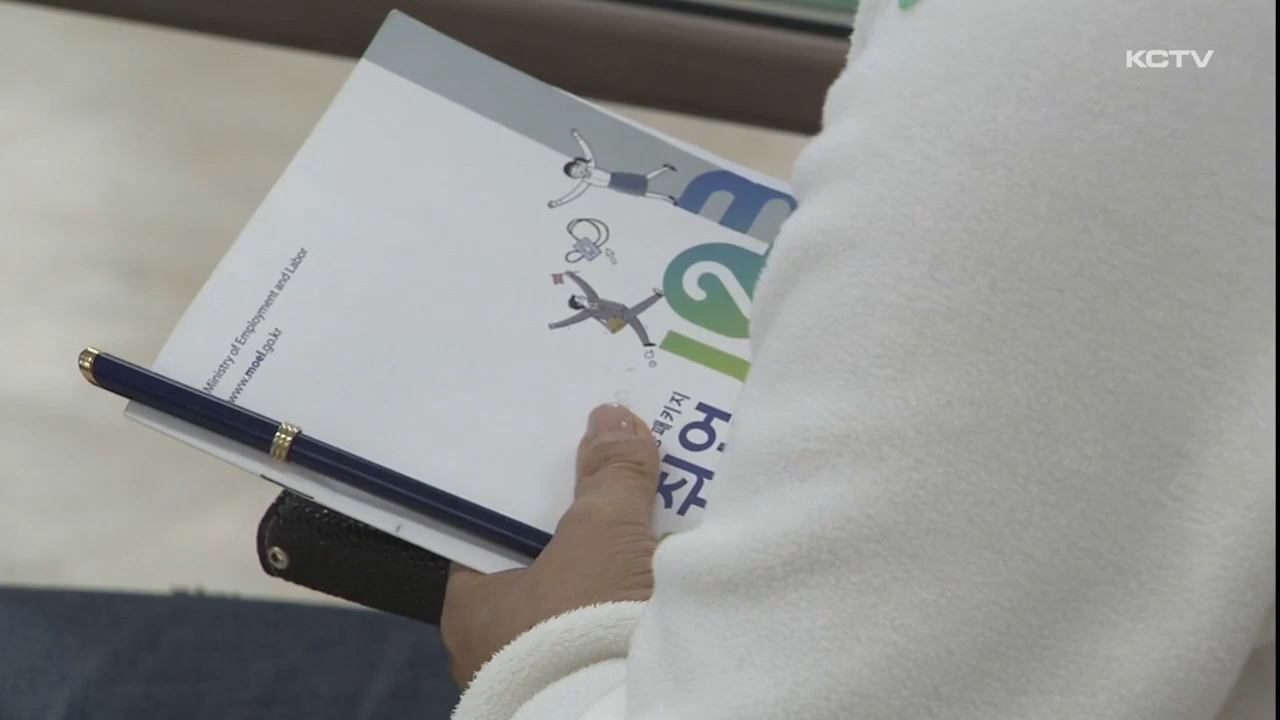 KCTV
Ministry of Employment and Labor
www.moel.go.kr
123
패키지
취업